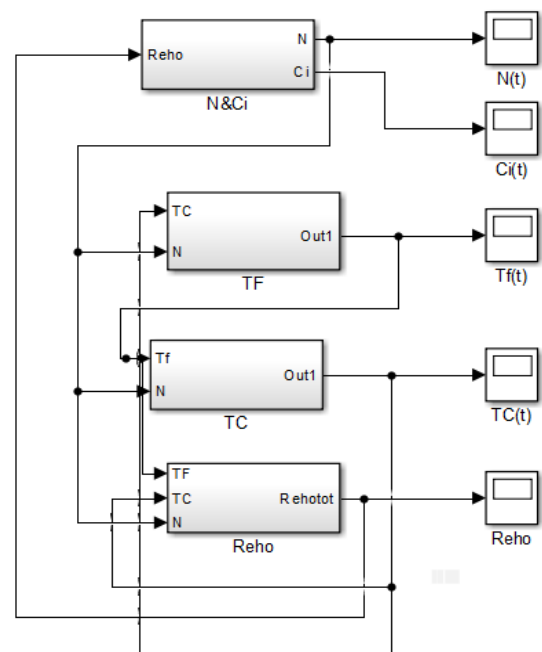 Reho
N
Ci
N&Ci
N(t)
Ci(t)
TC
N
Out1
TF
Tf(t)
Tf
N
Out1
TC
TC(t)
TF
TC
N
Rehotot
Reho
Reho